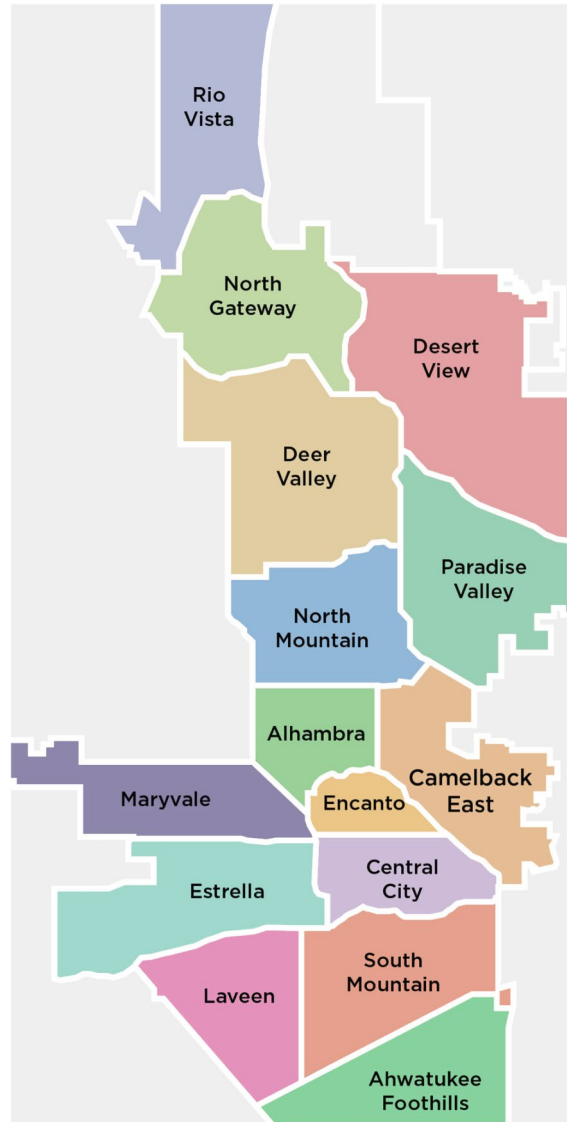 Rio
Vista
North
Gateway
Desert
View
Deer
Valley
Paradise
Valley
North
Mountain
Alhambra
Camelback
East
Maryvale
Encanto
Central
City
Estrella
South
Mountain
Laveen
Ahwatukee
Foothills